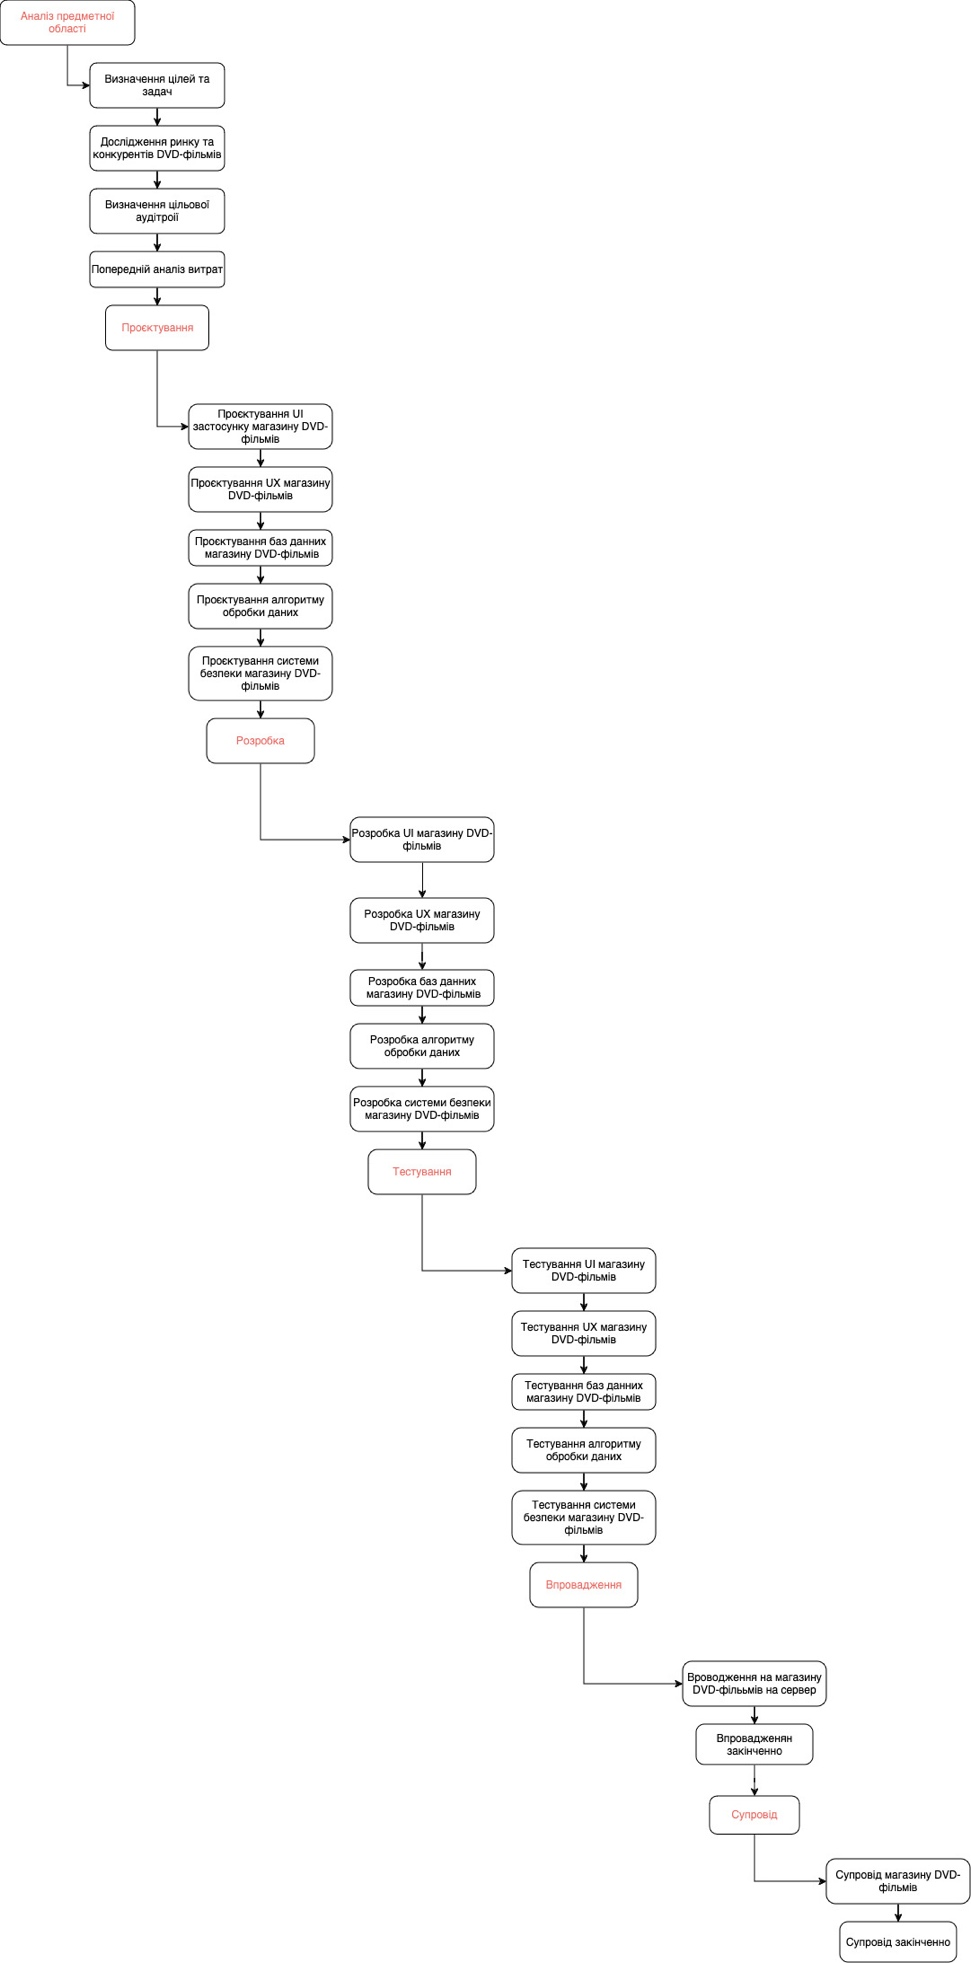 Аналіз предметної
області
Визначення цілей та
задач
Дослідження ринку та
конкурентів DVD-фільмів
Визначення цільової
аудітроії
Попередній аналіз витрат
Проєктування
Проєктування UI
застосунку магазину DVD-
фільмів
Проєктування UX магазину
DVD-фільмів
Проєктування баз данних
магазину DVD-фільмів
Проєктування алгоритму
обробки даних
Проєктування системи
безпеки магазину DVD-
фільмів
Розробка
Розробка UI магазину DVD-
фільмів
Розробка UX магазину
DVD-фільмів
Розробка баз данних
магазину DVD-фільмів
Розробка алгоритму
обробки даних
Розробка системи безпеки
магазину DVD-фільмів
Тестування
Тестування UI магазину
DVD-фільмів
Тестування UX магазину
DVD-фільмів
Тестування баз данних
магазину DVD-фільмів
Тестування алгоритму
обробки даних
Тестування системи
безпеки магазину DVD-
фільмів
Впровадження
Вроводження на магазину
DVD-філььмів на сервер
Впровадженян
закінченно
Супровід
Супровід магазину DVD-
фільмів
Супровід закінченно